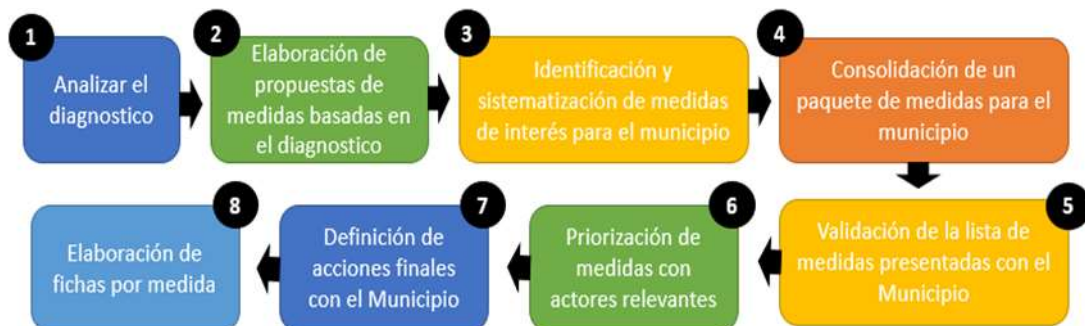 1
Analizar el
diagnostico
2
Elaboración de
propuestas de
medidas basadas en
el diagnostico
3
Identificación y
sistematización de medidas
de interés para el municipio
4
Consolidación de un
paquete de medidas para el
municipio
5
Validación de la lista de
medidas presentadas con el
Municipio
6
Priorización de
medidas con
actores relevantes
7
Definición de
acciones finales
con el Municipio
8
Elaboración de
fichas por medida